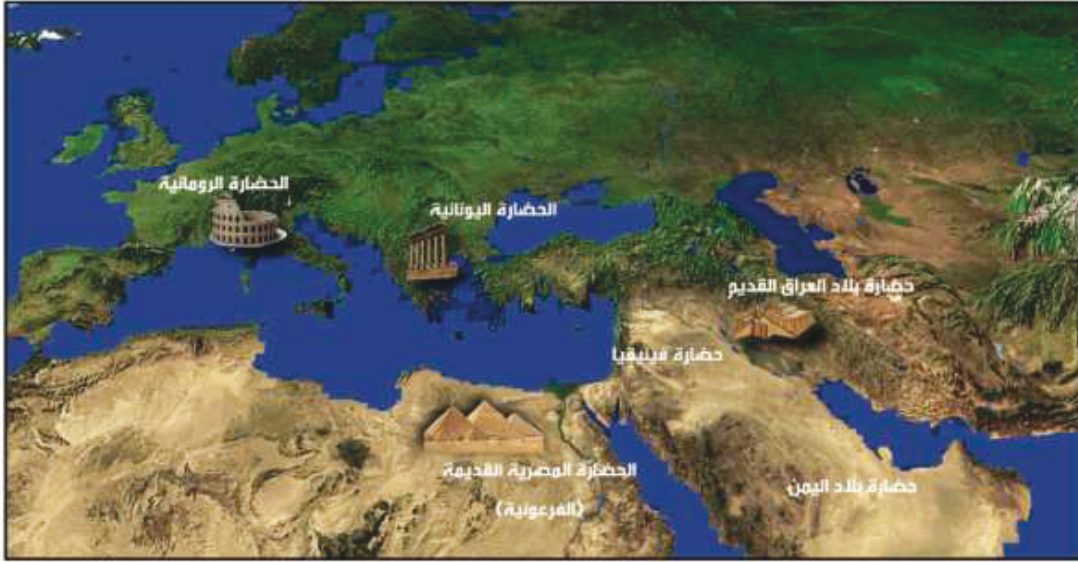 الحضارة الرومانية
الحضارة اليونانية
حضارة بلاد العراق القديم
حضارة فينيقيا
الحضارة المصرية القديمة
(الفرعونية)
حضارة بلاد اليمن